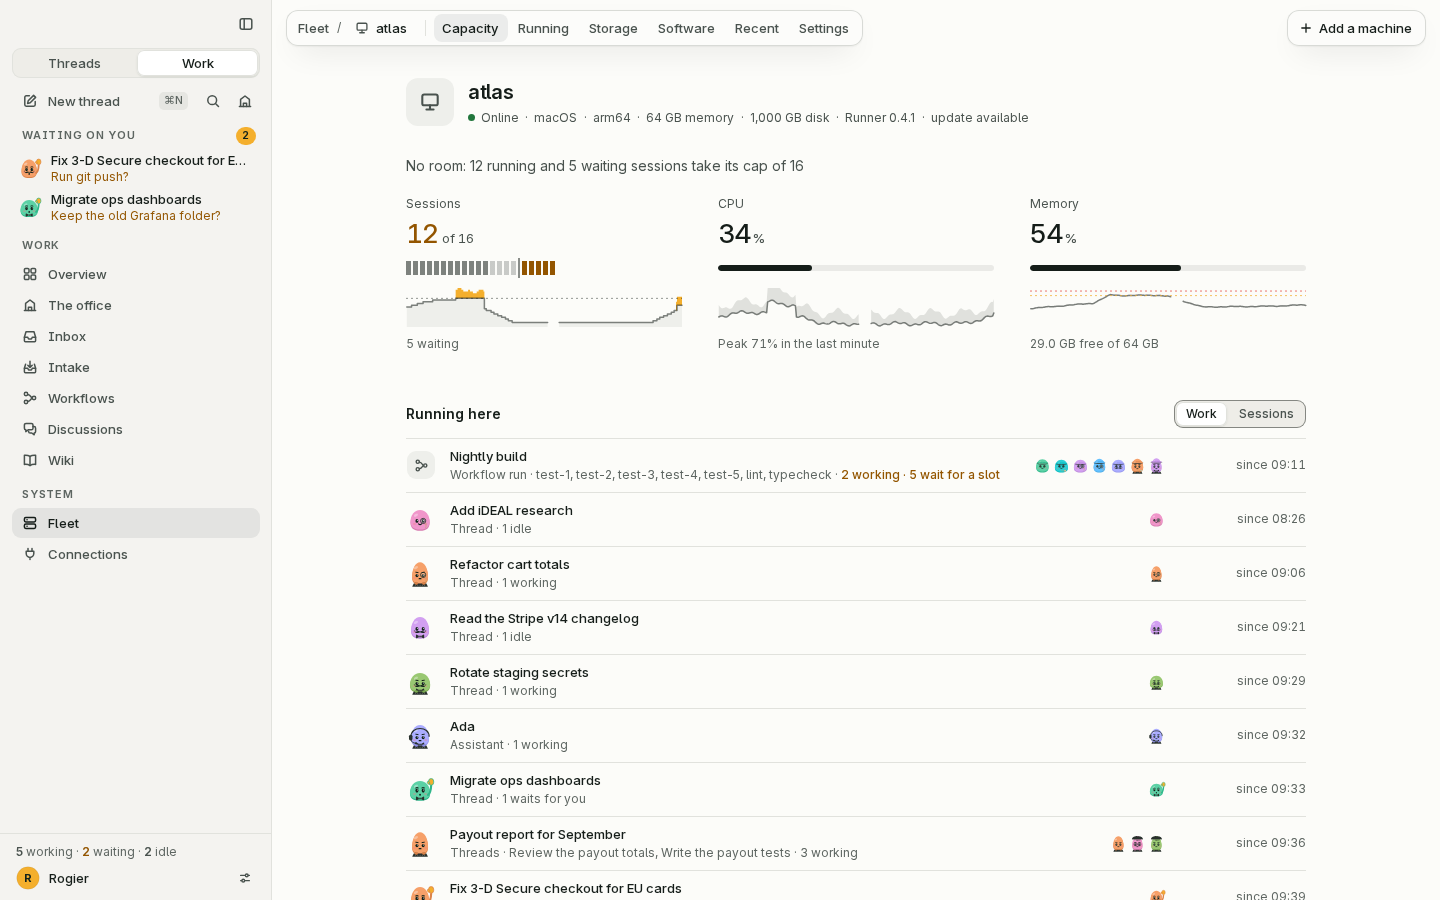 Threads
Work
New thread
⌘N
WAITING ON YOU
2
Fix 3-D Secure checkout for E…
Run git push?
Migrate ops dashboards
Keep the old Grafana folder?
WORK
Overview
The office
Inbox
Intake
Workflows
Discussions
Wiki
SYSTEM
Fleet
Connections
5 working · 2 waiting · 2 idle
R
Rogier
Fleet / atlas
Capacity
Running
Storage
Software
Recent
Settings
Add a machine
atlas
Online · macOS · arm64 · 64 GB memory · 1,000 GB disk · Runner 0.4.1 · update available
No room: 12 running and 5 waiting sessions take its cap of 16
Sessions
12 of 16
5 waiting
CPU
34%
Peak 71% in the last minute
Memory
54%
29.0 GB free of 64 GB
Running here
Work
Sessions
Nightly build
Workflow run · test-1, test-2, test-3, test-4, test-5, lint, typecheck · 2 working · 5 wait for a slot
since 09:11
Add iDEAL research
Thread · 1 idle
since 08:26
Refactor cart totals
Thread · 1 working
since 09:06
Read the Stripe v14 changelog
Thread · 1 idle
since 09:21
Rotate staging secrets
Thread · 1 working
since 09:29
Ada
Assistant · 1 working
since 09:32
Migrate ops dashboards
Thread · 1 waits for you
since 09:33
Payout report for September
Threads · Review the payout totals, Write the payout tests · 3 working
since 09:36
Fix 3-D Secure checkout for EU cards
since 09:39